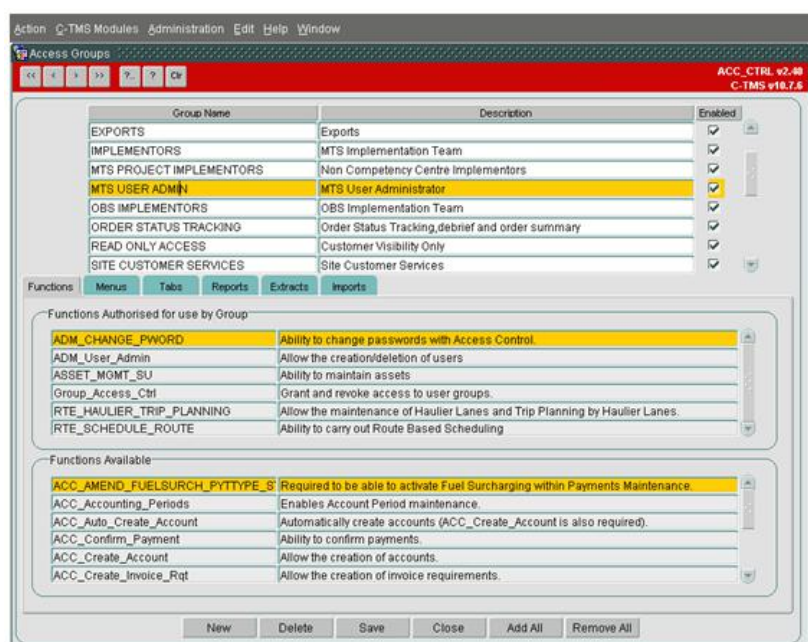 Action C-TMS Modules Administration Edit Help Window
Access Groups
<< < > >> ?.. ? Clr
ACC_CTRL v2.40
C-TMS v10.7.6
Group Name Description Enabled
EXPORTS Exports
IMPLEMENTORS MTS Implementation Team
MTS PROJECT IMPLEMENTORS Non Competency Centre Implementors
MTS USER ADMIN MTS User Administrator
OBS IMPLEMENTORS OBS Implementation Team
ORDER STATUS TRACKING Order Status Tracking,debrief and order summary
READ ONLY ACCESS Customer Visibility Only
SITE CUSTOMER SERVICES Site Customer Services
Functions Menus Tabs Reports Extracts Imports
Functions Authorised for use by Group
ADM_CHANGE_PWORD Ability to change passwords with Access Control.
ADM_User_Admin Allow the creation/deletion of users
ASSET_MGMT_SU Ability to maintain assets
Group_Access_Ctrl Grant and revoke access to user groups.
RTE_HAULIER_TRIP_PLANNING Allow the maintenance of Haulier Lanes and Trip Planning by Haulier Lanes.
RTE_SCHEDULE_ROUTE Ability to carry out Route Based Scheduling
Functions Available
ACC_AMEND_FUELSURCH_PYTTYPE_S Required to be able to activate Fuel Surcharging within Payments Maintenance.
ACC_Accounting_Periods Enables Account Period maintenance.
ACC_Auto_Create_Account Automatically create accounts (ACC_Create_Account is also required).
ACC_Confirm_Payment Ability to confirm payments.
ACC_Create_Account Allow the creation of accounts.
ACC_Create_Invoice_Rqt Allow the creation of invoice requirements.
New Delete Save Close Add All Remove All